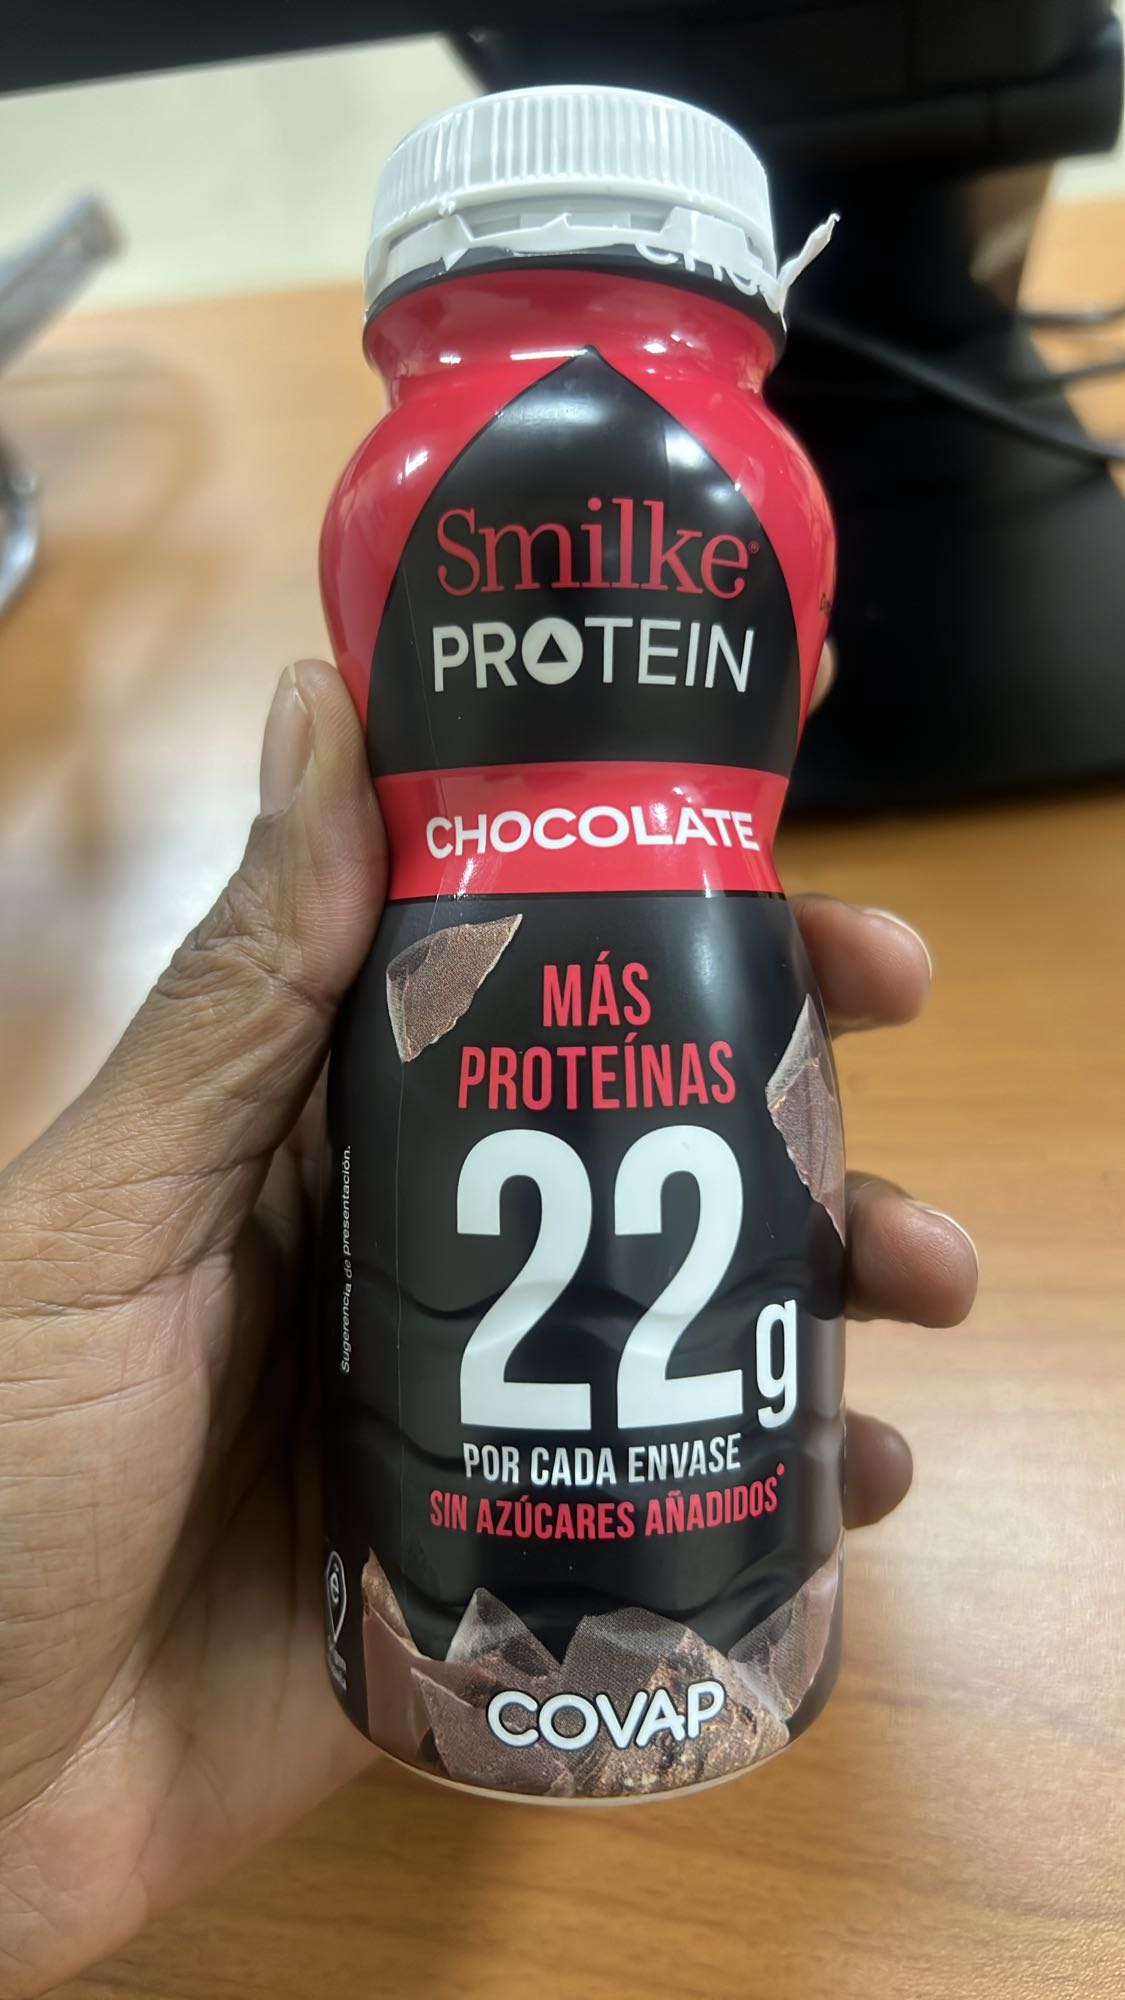 Smilke®
PROTEIN
CHOCOLATE
MÁS
PROTEÍNAS
22g
POR CADA ENVASE
SIN AZÚCARES AÑADIDOS*
Sugerencia de presentación.
COVAP